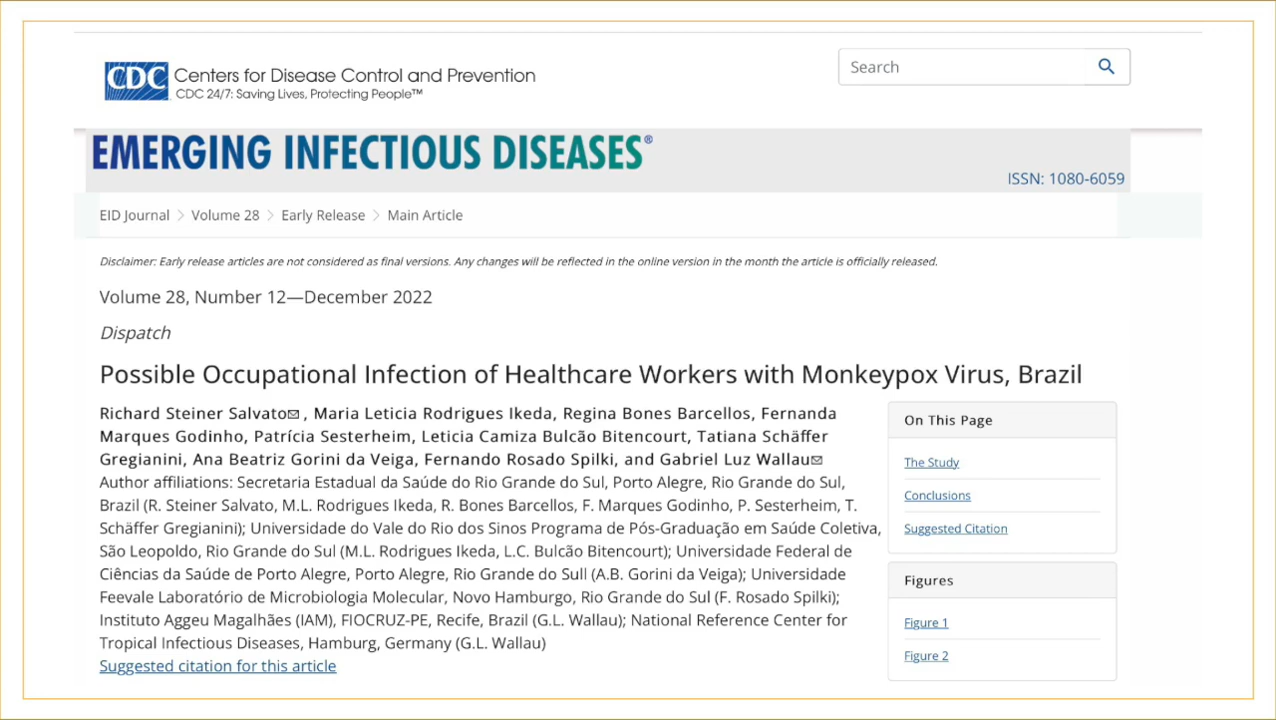 CDC Centers for Disease Control and Prevention
CDC 24/7: Saving Lives, Protecting People™
Search
EMERGING INFECTIOUS DISEASES®
ISSN: 1080-6059
EID Journal > Volume 28 > Early Release > Main Article
Disclaimer: Early release articles are not considered as final versions. Any changes will be reflected in the online version in the month the article is officially released.
Volume 28, Number 12—December 2022
Dispatch
Possible Occupational Infection of Healthcare Workers with Monkeypox Virus, Brazil
Richard Steiner Salvato✉ , Maria Leticia Rodrigues Ikeda, Regina Bones Barcellos, Fernanda
Marques Godinho, Patrícia Sesterheim, Leticia Camiza Bulcão Bitencourt, Tatiana Schäffer
Gregianini, Ana Beatriz Gorini da Veiga, Fernando Rosado Spilki, and Gabriel Luz Wallau✉
Author affiliations: Secretaria Estadual da Saúde do Rio Grande do Sul, Porto Alegre, Rio Grande do Sul,
Brazil (R. Steiner Salvato, M.L. Rodrigues Ikeda, R. Bones Barcellos, F. Marques Godinho, P. Sesterheim, T.
Schäffer Gregianini); Universidade do Vale do Rio dos Sinos Programa de Pós-Graduação em Saúde Coletiva,
São Leopoldo, Rio Grande do Sul (M.L. Rodrigues Ikeda, L.C. Bulcão Bitencourt); Universidade Federal de
Ciências da Saúde de Porto Alegre, Porto Alegre, Rio Grande do Sull (A.B. Gorini da Veiga); Universidade
Feevale Laboratório de Microbiologia Molecular, Novo Hamburgo, Rio Grande do Sul (F. Rosado Spilki);
Instituto Aggeu Magalhães (IAM), FIOCRUZ-PE, Recife, Brazil (G.L. Wallau); National Reference Center for
Tropical Infectious Diseases, Hamburg, Germany (G.L. Wallau)
Suggested citation for this article
On This Page
The Study
Conclusions
Suggested Citation
Figures
Figure 1
Figure 2